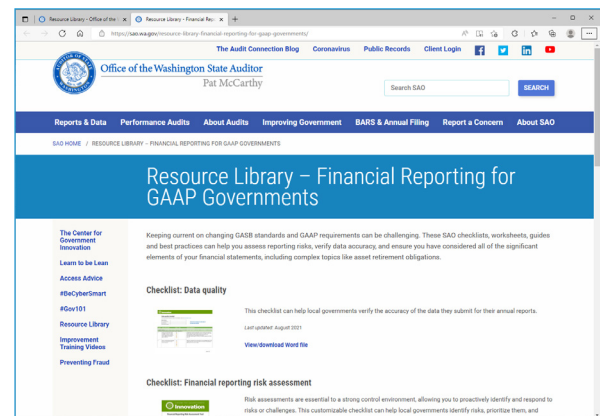 Resource Library - Office of the
Resource Library - Financial Rep
https://sao.wa.gov/resource-library-financial-reporting-for-gaap-governments/
The Audit Connection Blog Coronavirus Public Records Client Login
Office of the Washington State Auditor
Pat McCarthy
Search SAO SEARCH
Reports & Data Performance Audits About Audits Improving Government BARS & Annual Filing Report a Concern About SAO
SAO HOME / RESOURCE LIBRARY – FINANCIAL REPORTING FOR GAAP GOVERNMENTS
Resource Library – Financial Reporting for
GAAP Governments
The Center for
Government
Innovation
Learn to be Lean
Access Advice
#BeCyberSmart
#Gov101
Resource Library
Improvement
Training Videos
Preventing Fraud
Keeping current on changing GASB standards and GAAP requirements can be challenging. These SAO checklists, worksheets, guides
and best practices can help you assess reporting risks, verify data accuracy, and ensure you have considered all of the significant
elements of your financial statements, including complex topics like asset retirement obligations.
Checklist: Data quality
This checklist can help local governments verify the accuracy of the data they submit for their annual reports.
Last updated: August 2021
View/download Word file
Checklist: Financial reporting risk assessment
Innovation
Risk assessments are essential to a strong control environment, allowing you to proactively identify and respond to
risks or challenges. This customizable checklist can help local governments identify risks, prioritize them, and